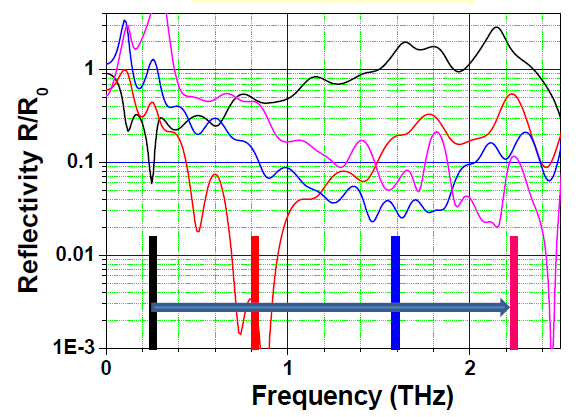 Reflectivity R/R0
1
0.1
0.01
1E-3
0
1
2
Frequency (THz)